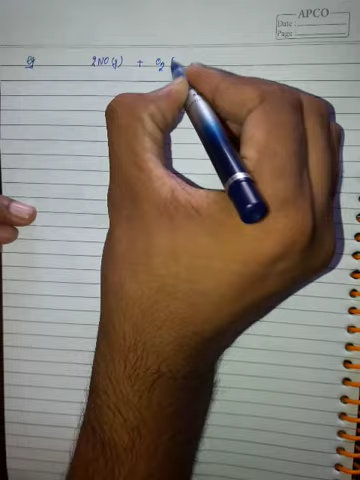 APCO
Date :
Page :
2NO(g) + O2 (